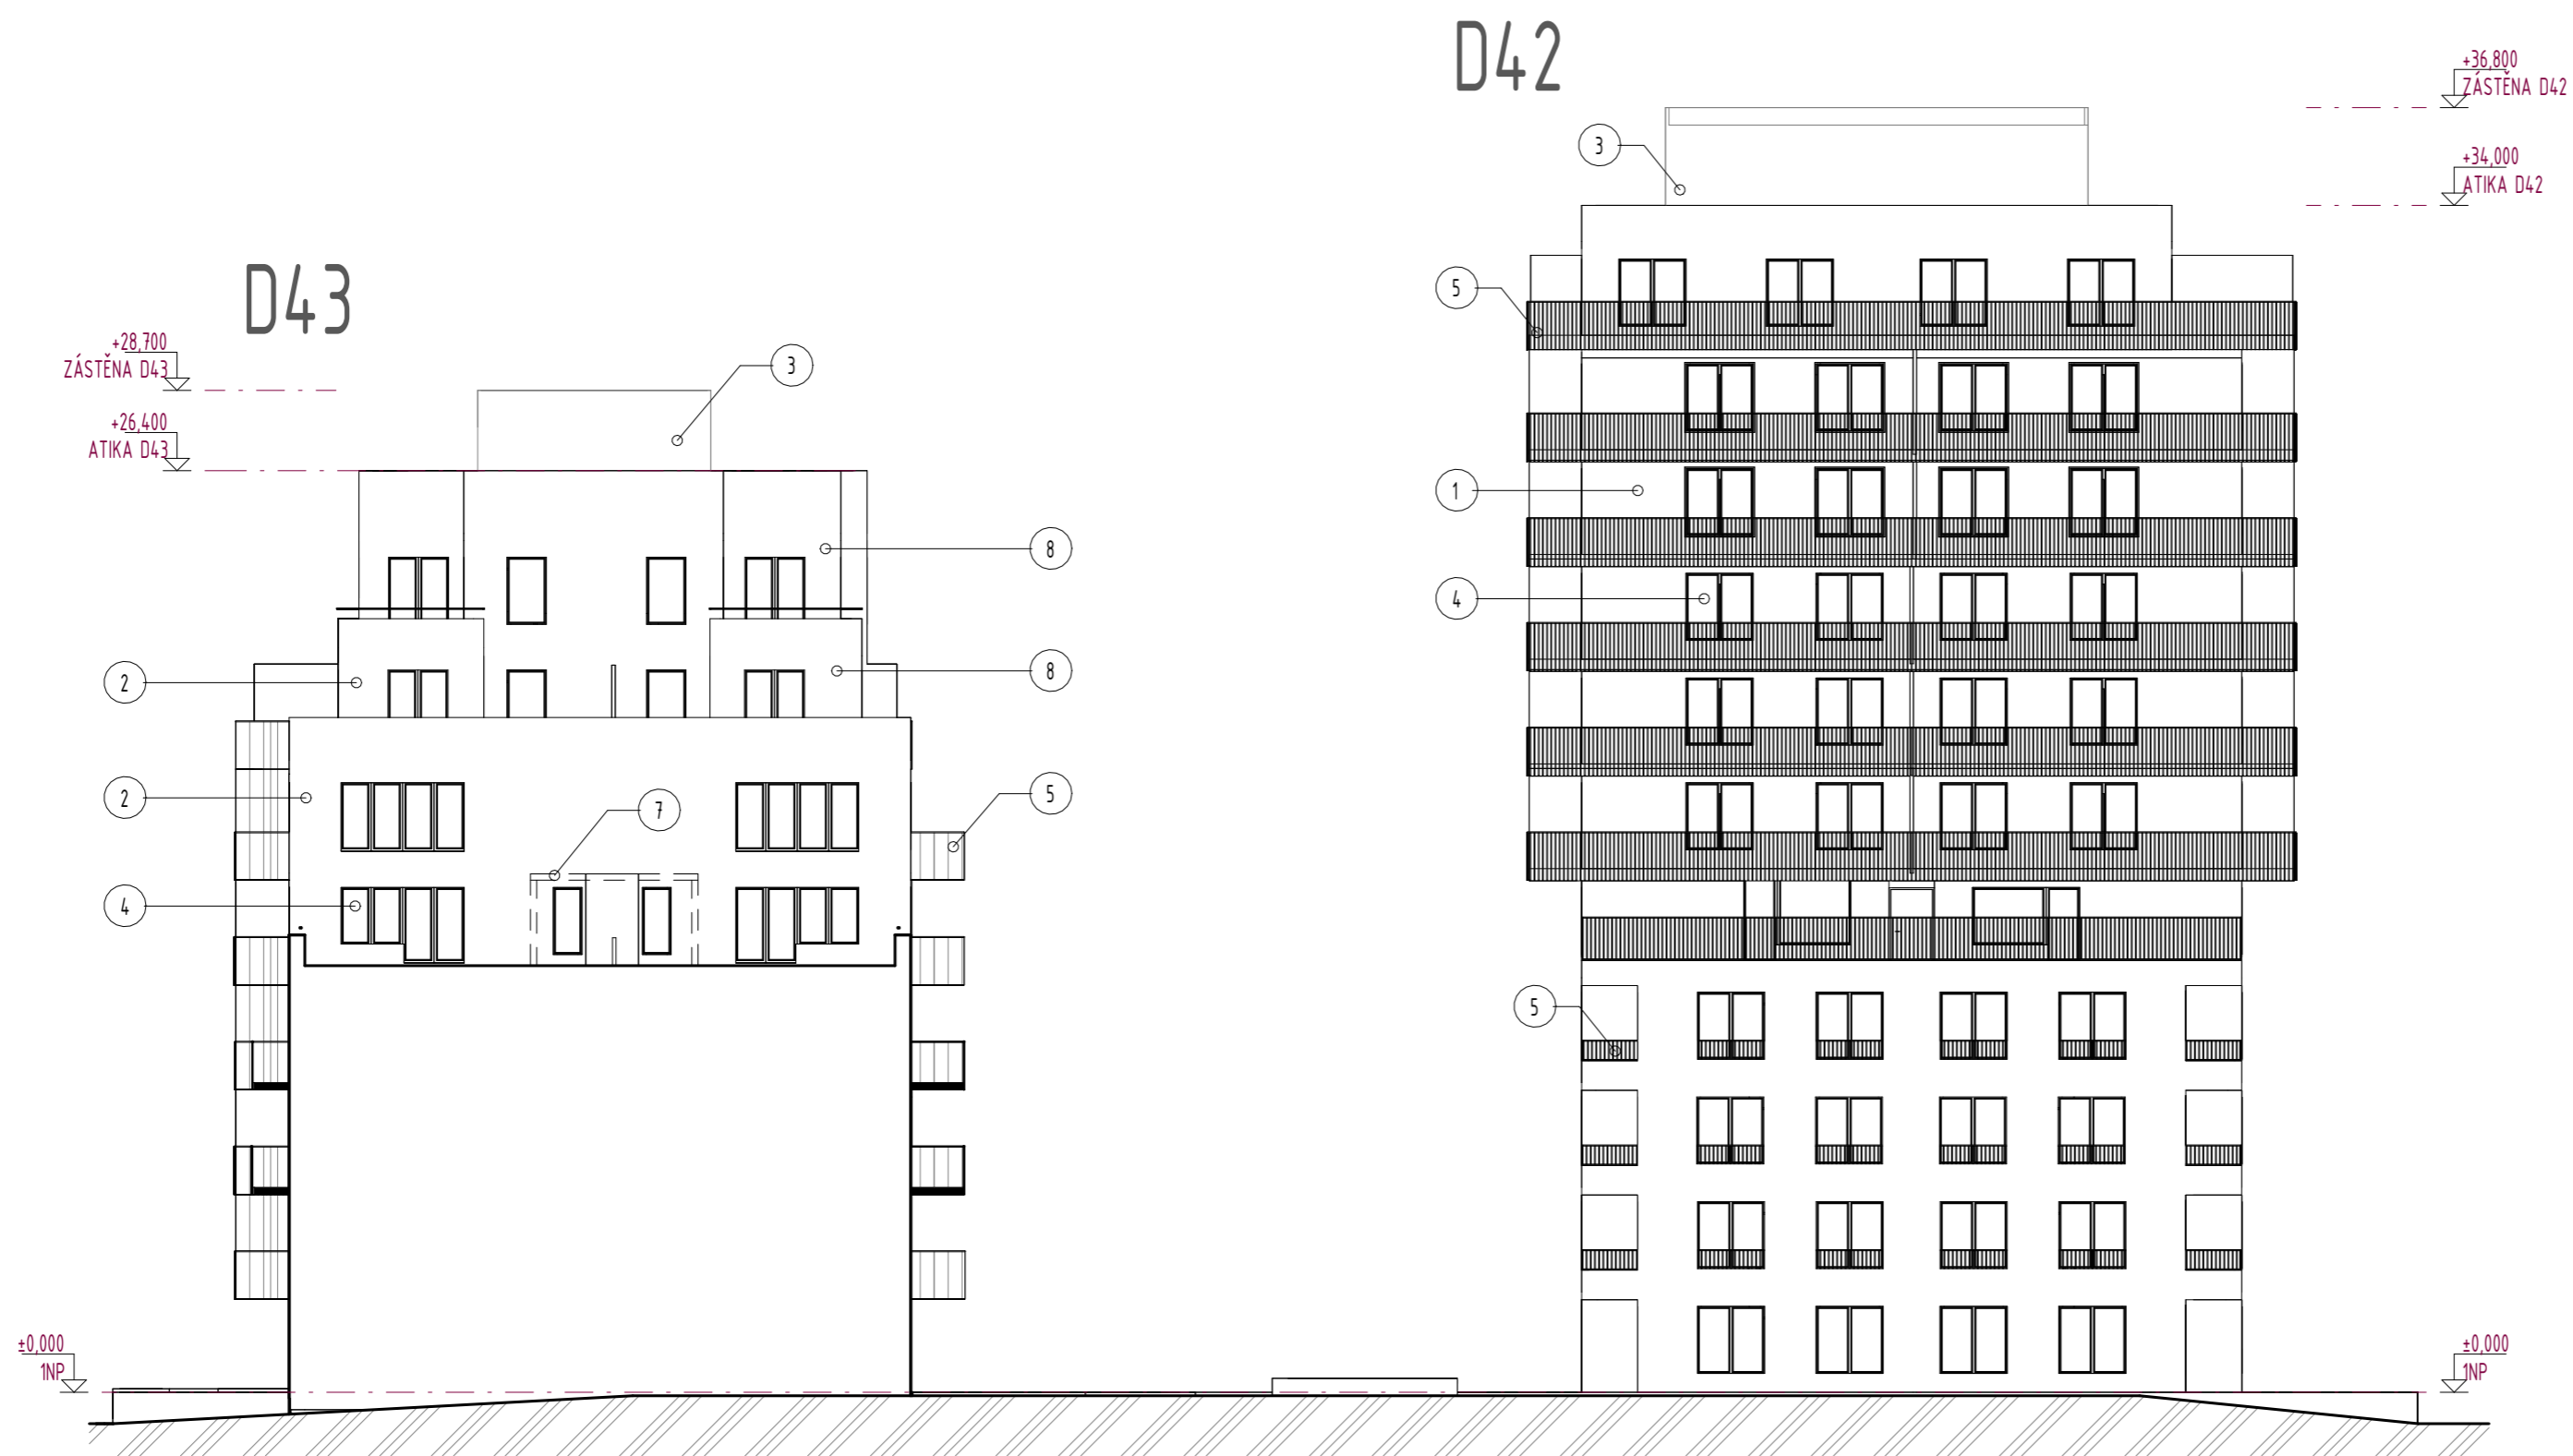 D42
+36,800
ZÁSTĚNA D42
3
+34,000
ATIKA D42
D43
5
+28,700
ZÁSTĚNA D43
3
+26,400
ATIKA D43
1
8
4
8
2
5
2
7
4
5
±0,000
1NP
±0,000
1NP